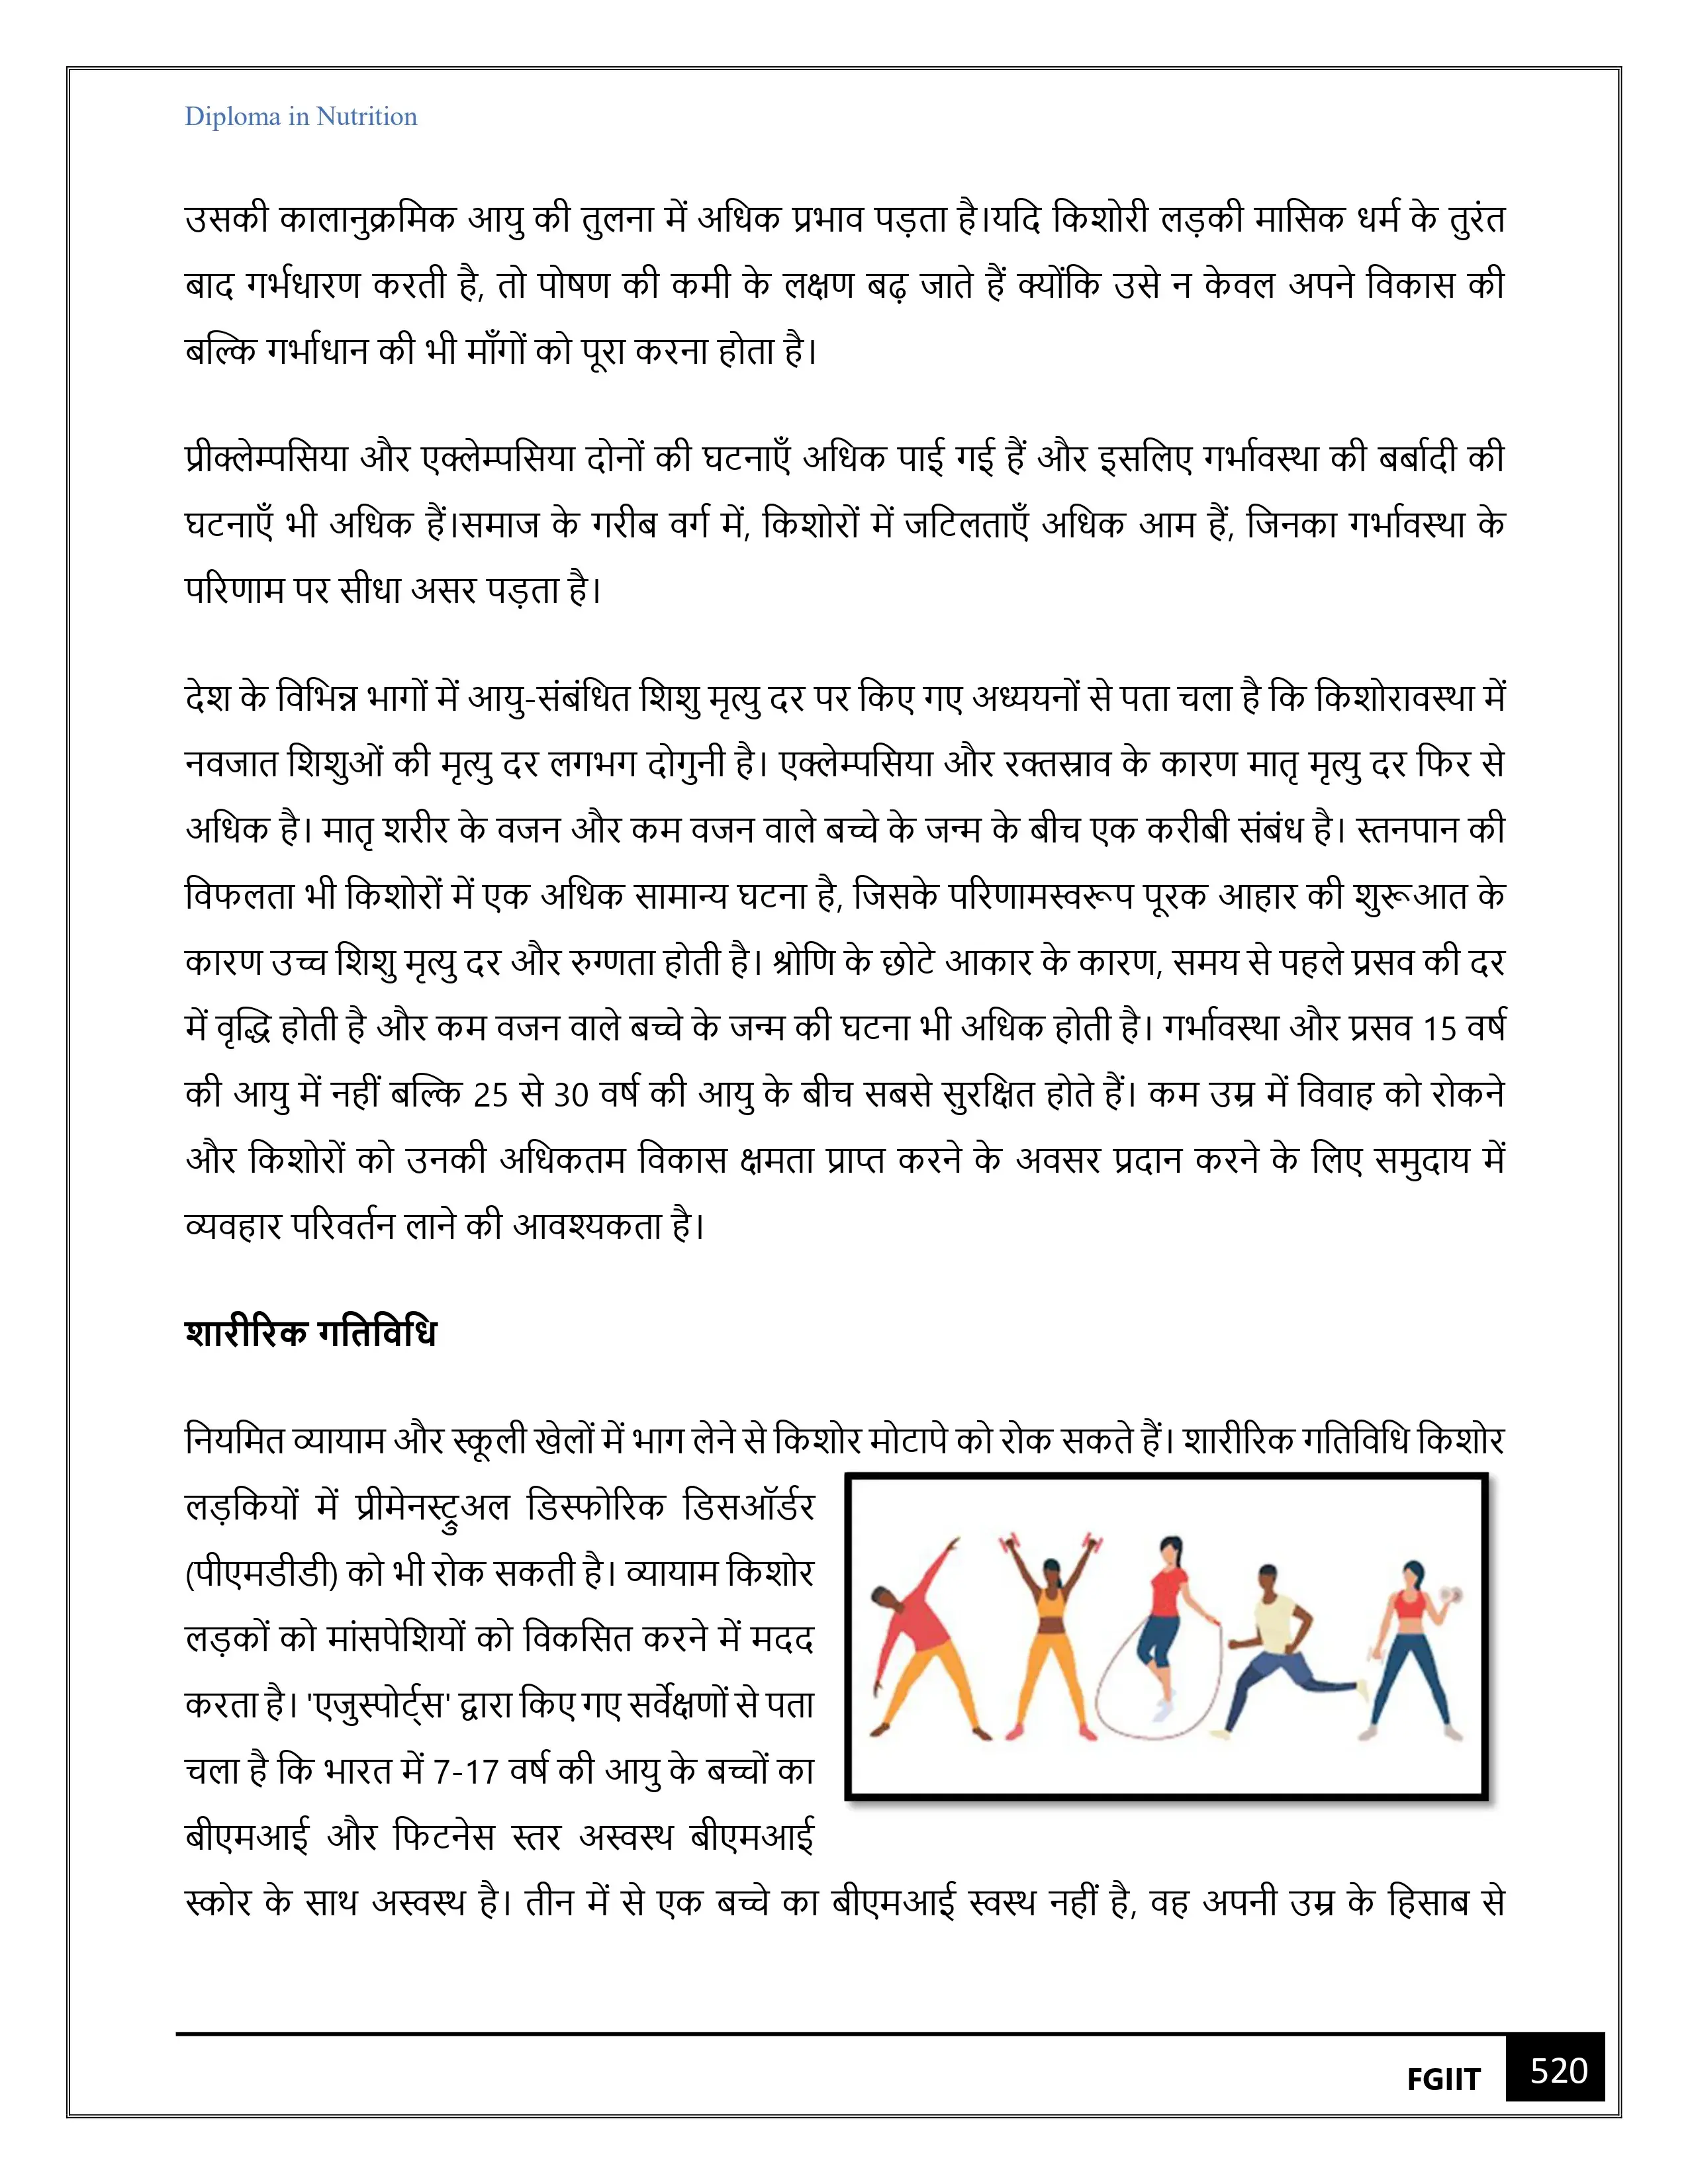 Diploma in Nutrition
उसकी कालानुक्रमिक आयु की तुलना में अधिक प्रभाव पड़ता है।यदि किशोरी लड़की मासिक धर्म के तुरंत
बाद गर्भधारण करती है, तो पोषण की कमी के लक्षण बढ़ जाते हैं क्योंकि उसे न केवल अपने विकास की
बल्कि गर्भाधान की भी माँगों को पूरा करना होता है।
प्रीक्लेम्पसिया और एक्लेम्पसिया दोनों की घटनाएँ अधिक पाई गई हैं और इसलिए गर्भावस्था की बर्बादी की
घटनाएँ भी अधिक हैं।समाज के गरीब वर्ग में, किशोरों में जटिलताएँ अधिक आम हैं, जिनका गर्भावस्था के
परिणाम पर सीधा असर पड़ता है।
देश के विभिन्न भागों में आयु-संबंधित शिशु मृत्यु दर पर किए गए अध्ययनों से पता चला है कि किशोरावस्था में
नवजात शिशुओं की मृत्यु दर लगभग दोगुनी है। एक्लेम्पसिया और रक्तस्राव के कारण मातृ मृत्यु दर फिर से
अधिक है। मातृ शरीर के वजन और कम वजन वाले बच्चे के जन्म के बीच एक करीबी संबंध है। स्तनपान की
विफलता भी किशोरों में एक अधिक सामान्य घटना है, जिसके परिणामस्वरूप पूरक आहार की शुरूआत के
कारण उच्च शिशु मृत्यु दर और रुग्णता होती है। श्रोणि के छोटे आकार के कारण, समय से पहले प्रसव की दर
में वृद्धि होती है और कम वजन वाले बच्चे के जन्म की घटना भी अधिक होती है। गर्भावस्था और प्रसव 15 वर्ष
की आयु में नहीं बल्कि 25 से 30 वर्ष की आयु के बीच सबसे सुरक्षित होते हैं। कम उम्र में विवाह को रोकने
और किशोरों को उनकी अधिकतम विकास क्षमता प्राप्त करने के अवसर प्रदान करने के लिए समुदाय में
व्यवहार परिवर्तन लाने की आवश्यकता है।
शारीरिक गतिविधि
नियमित व्यायाम और स्कूली खेलों में भाग लेने से किशोर मोटापे को रोक सकते हैं। शारीरिक गतिविधि किशोर
लड़कियों में प्रीमेनस्ट्रुअल डिस्फोरिक डिसऑर्डर
(पीएमडीडी) को भी रोक सकती है। व्यायाम किशोर
लड़कों को मांसपेशियों को विकसित करने में मदद
करता है। 'एजुस्पोर्ट्स' द्वारा किए गए सर्वेक्षणों से पता
चला है कि भारत में 7-17 वर्ष की आयु के बच्चों का
बीएमआई और फिटनेस स्तर अस्वस्थ बीएमआई
स्कोर के साथ अस्वस्थ है। तीन में से एक बच्चे का बीएमआई स्वस्थ नहीं है, वह अपनी उम्र के हिसाब से
FGIIT 520